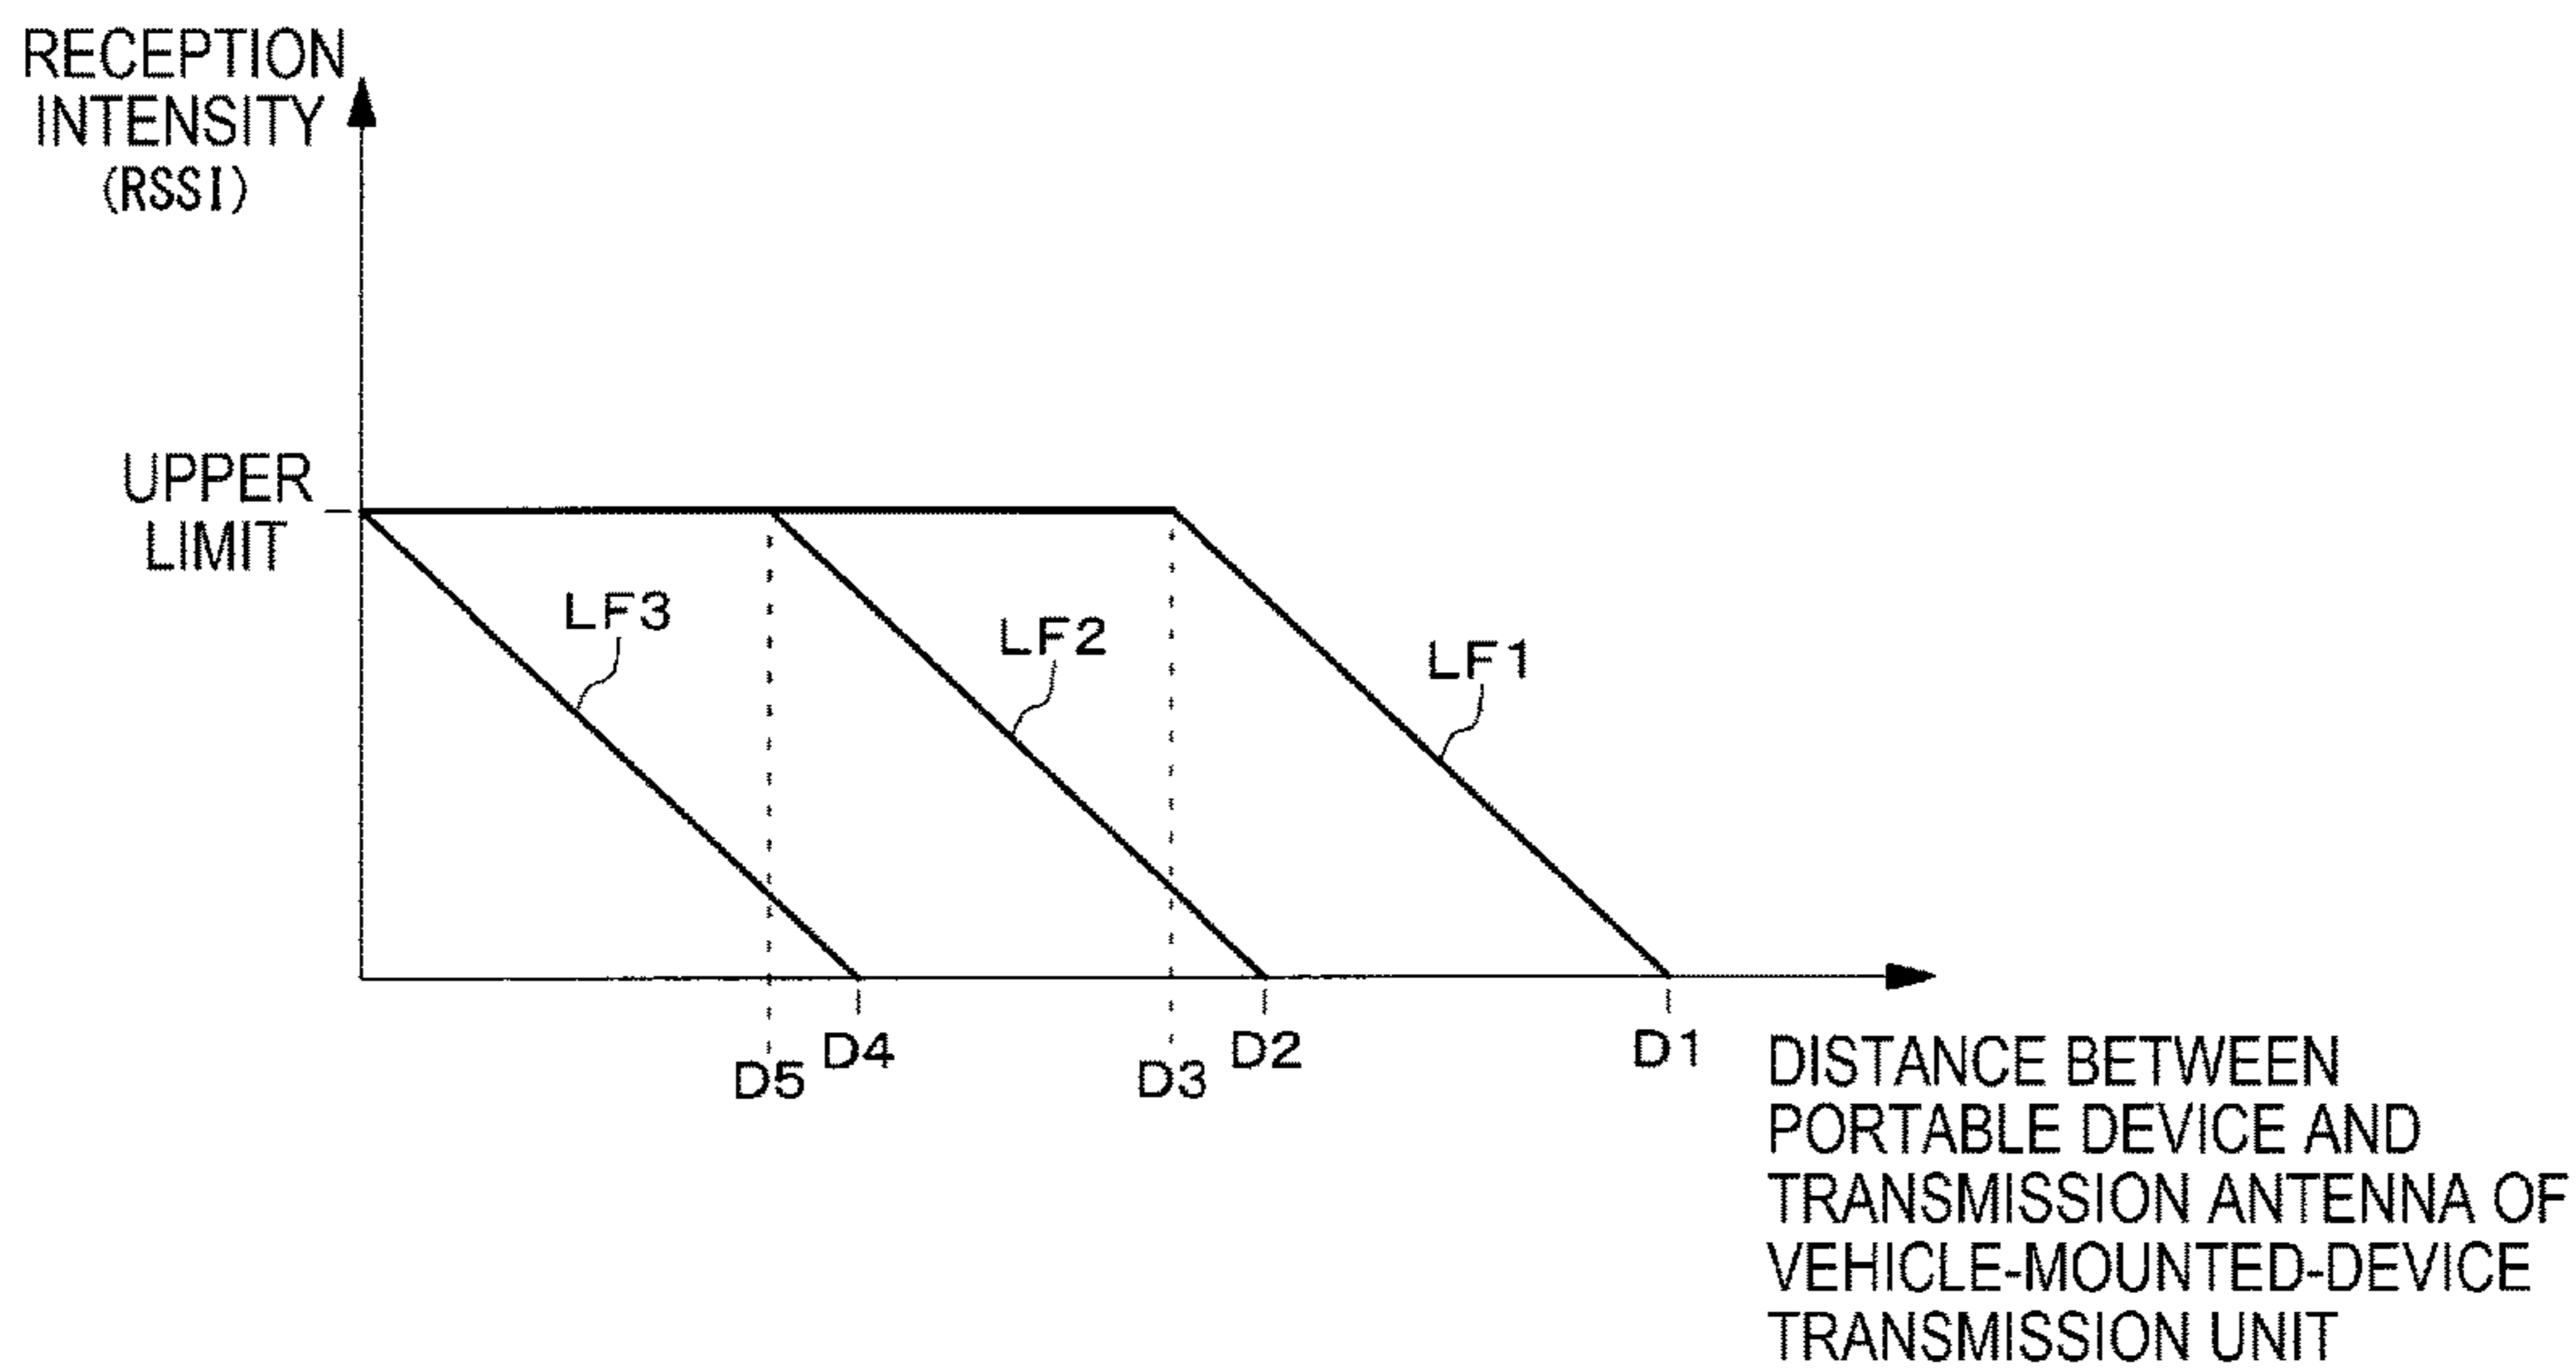 RECEPTION
INTENSITY
(RSSI)
UPPER
LIMIT
LF3
LF2
LF1
D5
D4
D3
D2
D1
DISTANCE BETWEEN
PORTABLE DEVICE AND
TRANSMISSION ANTENNA OF
VEHICLE-MOUNTED-DEVICE
TRANSMISSION UNIT